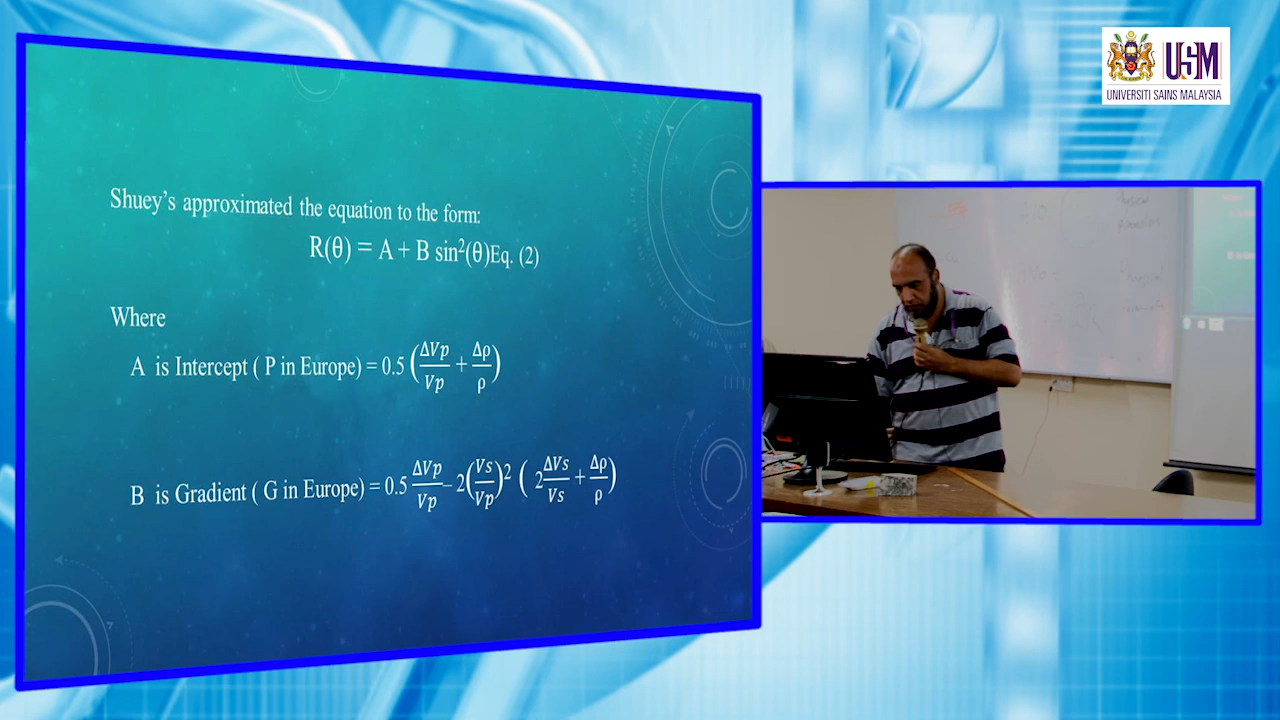 Shuey's approximated the equation to the form:
R(θ) = A + B sin²(θ)Eq. (2)
Where
A is Intercept ( P in Europe) = 0.5 (ΔVp/Vp + Δρ/ρ)
B is Gradient ( G in Europe) = 0.5 ΔVp/Vp – 2(Vs/Vp)² ( 2ΔVs/Vs + Δρ/ρ)
USM
UNIVERSITI SAINS MALAYSIA